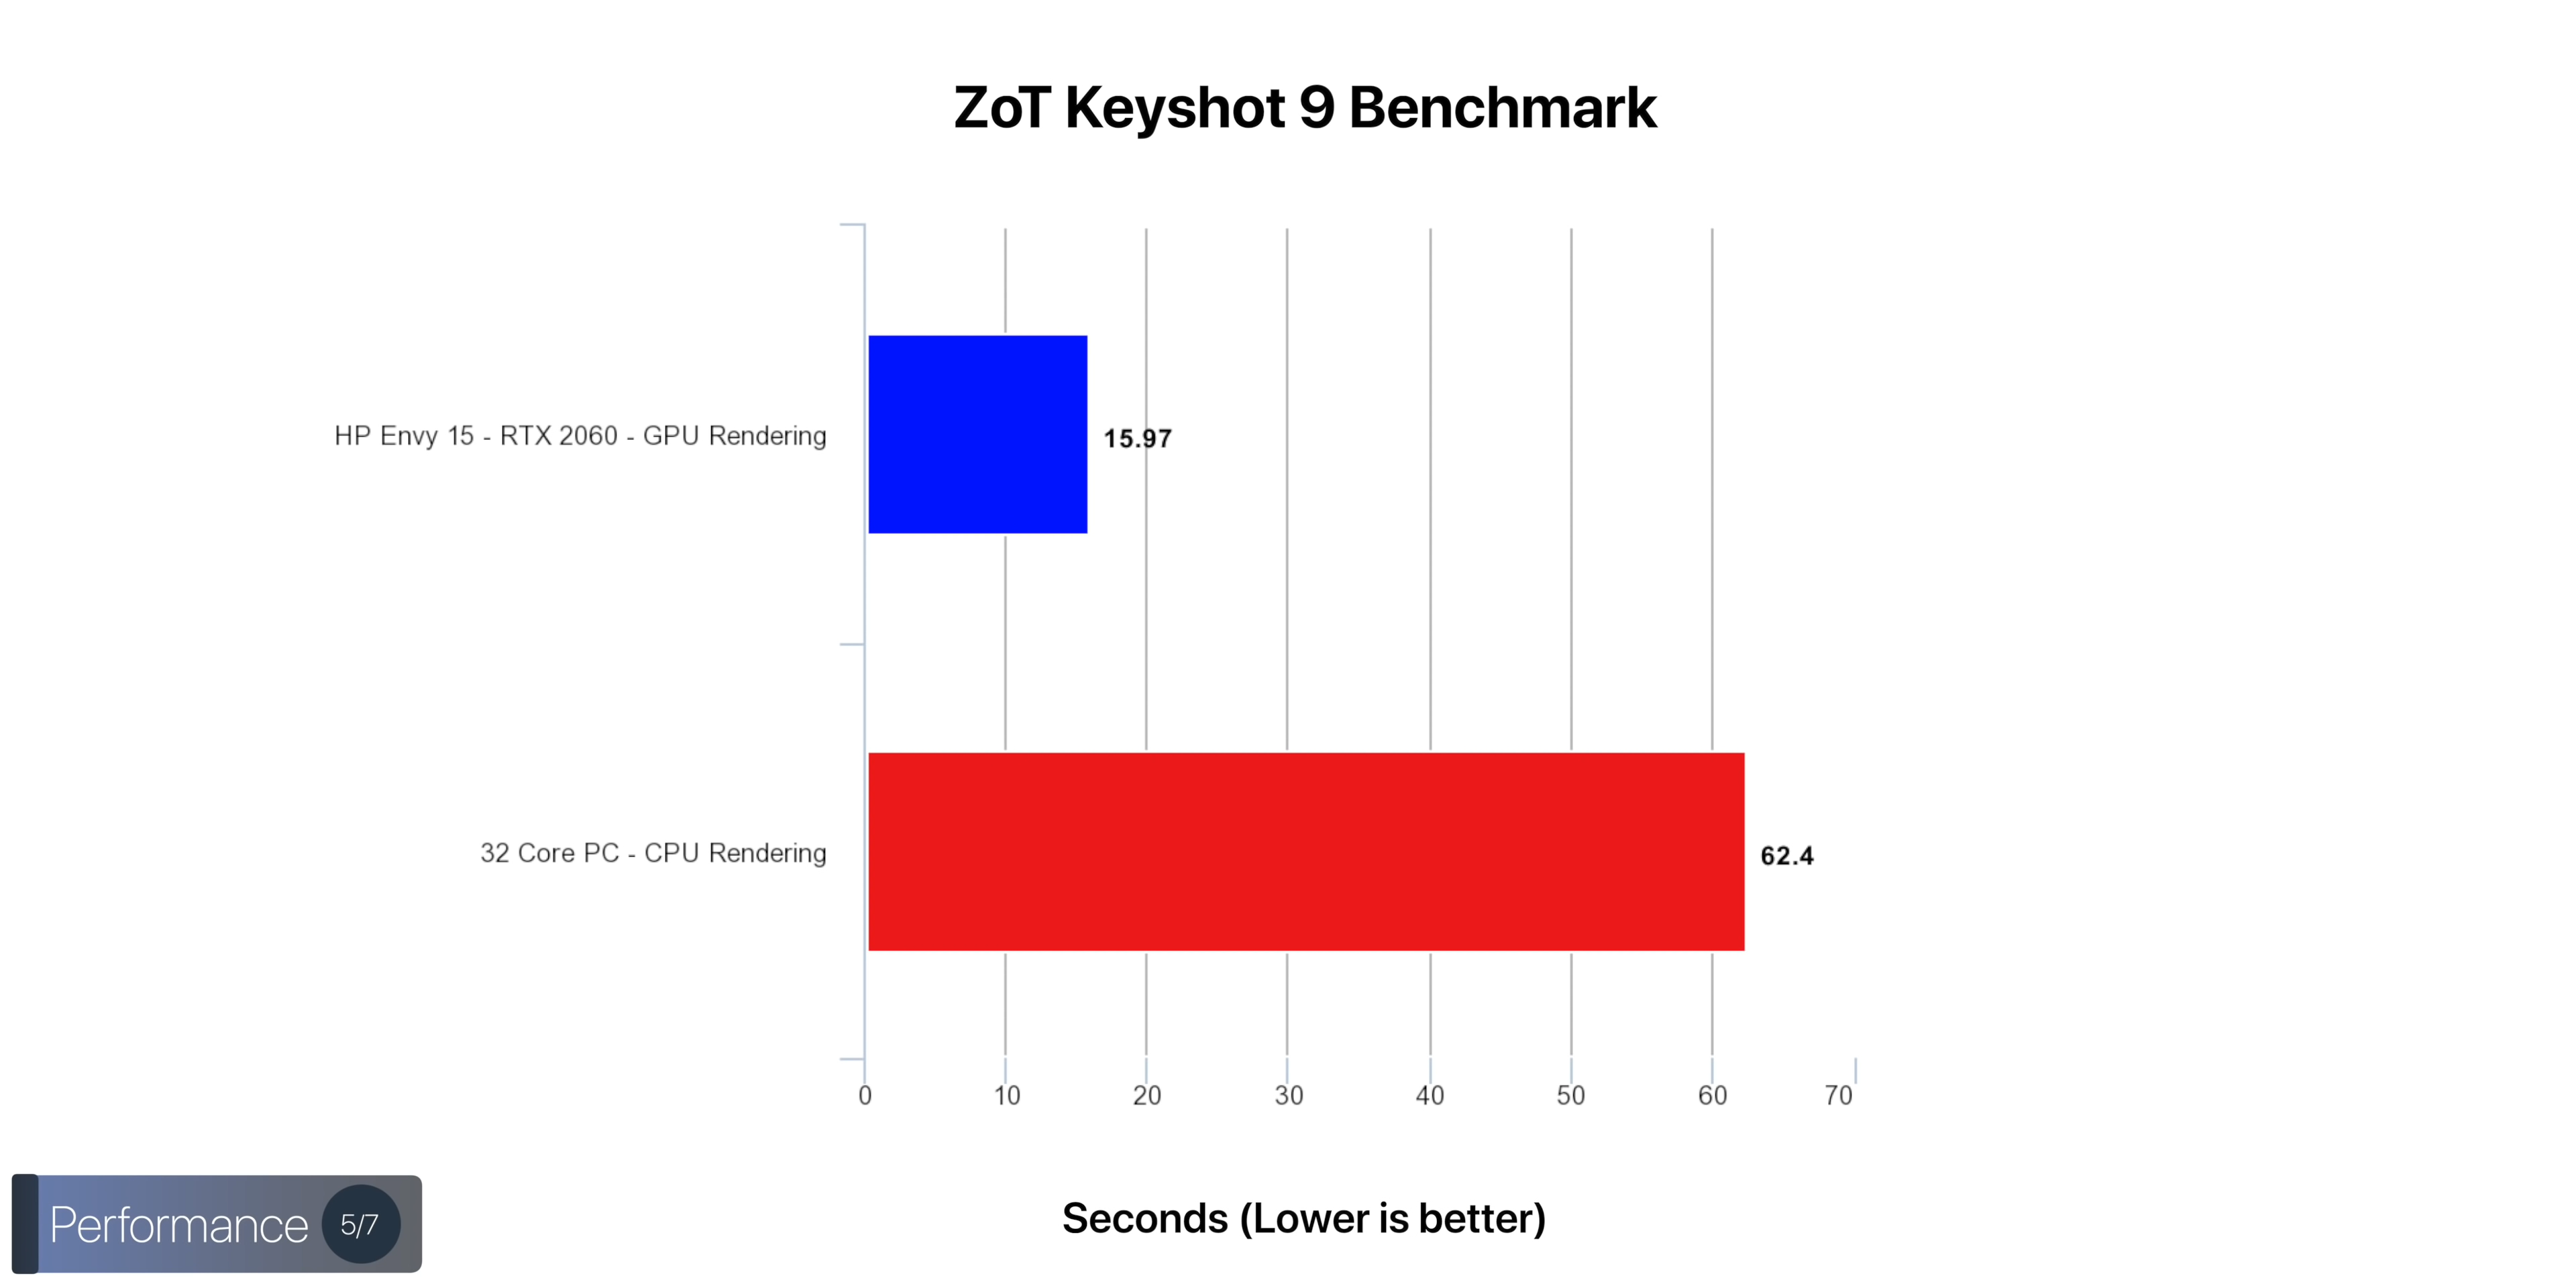 ZoT Keyshot 9 Benchmark
HP Envy 15 - RTX 2060 - GPU Rendering
15.97
32 Core PC - CPU Rendering
62.4
0 10 20 30 40 50 60 70
Seconds (Lower is better)
Performance 5/7